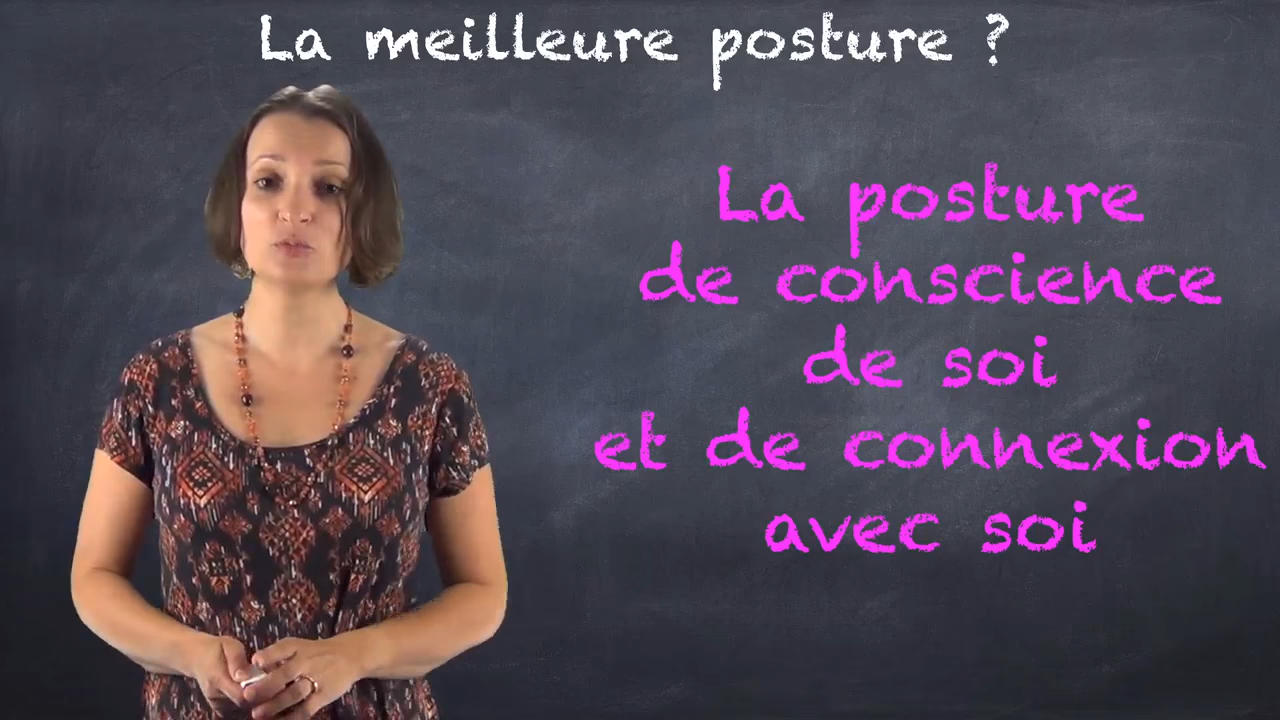 La meilleure posture ?
La posture
de conscience
de soi
et de connexion
avec soi